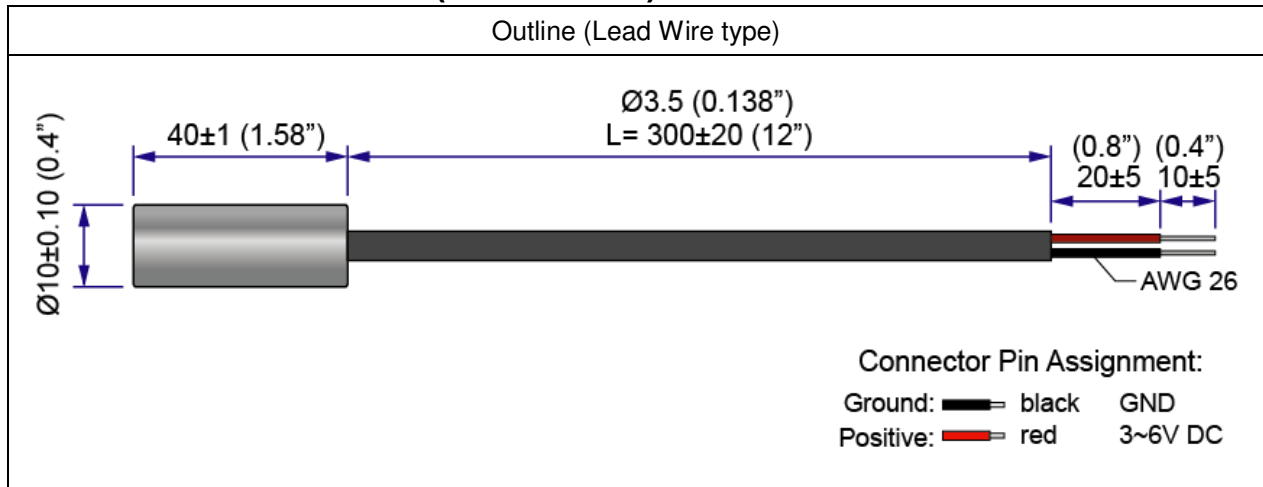 Outline (Lead Wire type)
Ø3.5 (0.138”)
40±1 (1.58”)
L= 300±20 (12”)
(0.8”) (0.4”)
20±5 10±5
Ø10±0.10 (0.4”)
AWG 26
Connector Pin Assignment:
Ground: black GND
Positive: red 3~6V DC